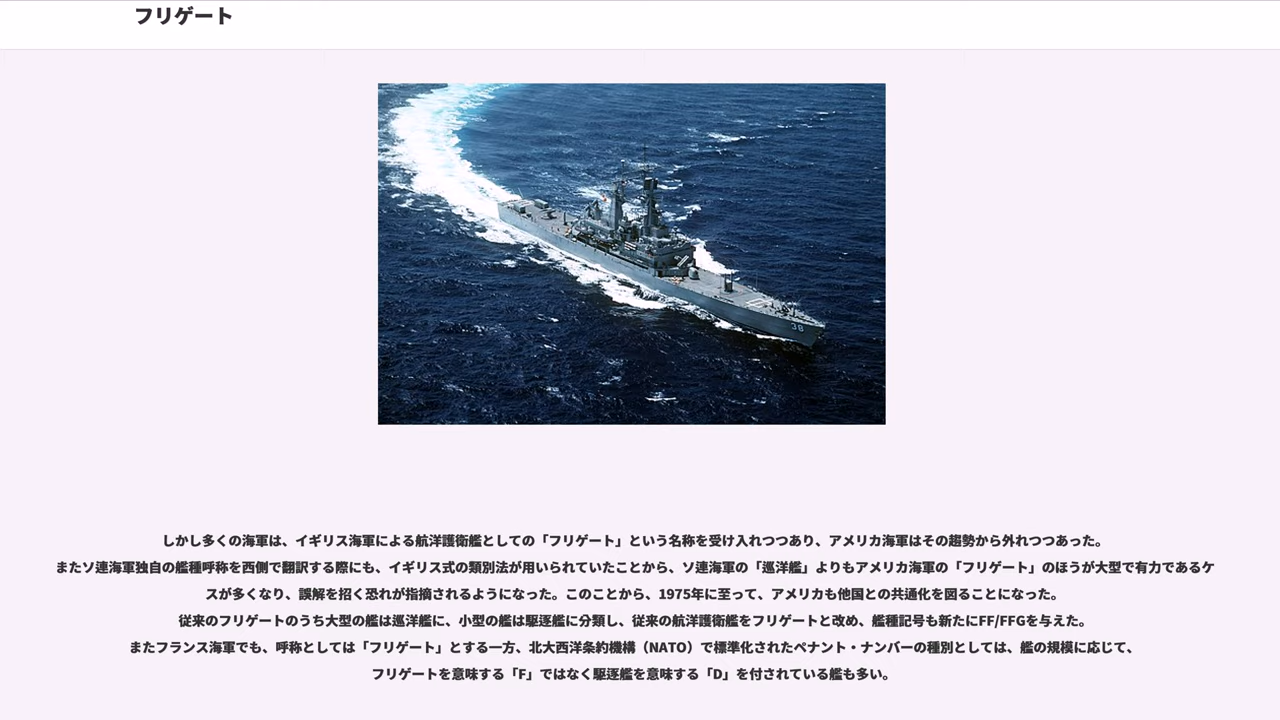 フリゲート
38
しかし多くの海軍は、イギリス海軍による航洋護衛艦としての「フリゲート」という名称を受け入れつつあり、アメリカ海軍はその趨勢から外れつつあった。
またソ連海軍独自の艦種呼称を西側で翻訳する際にも、イギリス式の類別法が用いられていたことから、ソ連海軍の「巡洋艦」よりもアメリカ海軍の「フリゲート」のほうが大型で有力であるケ
スが多くなり、誤解を招く恐れが指摘されるようになった。このことから、1975年に至って、アメリカも他国との共通化を図ることになった。
従来のフリゲートのうち大型の艦は巡洋艦に、小型の艦は駆逐艦に分類し、従来の航洋護衛艦をフリゲートと改め、艦種記号も新たにFF/FFGを与えた。
またフランス海軍でも、呼称としては「フリゲート」とする一方、北大西洋条約機構（NATO）で標準化されたペナント・ナンバーの種別としては、艦の規模に応じて、
フリゲートを意味する「F」ではなく駆逐艦を意味する「D」を付されている艦も多い。